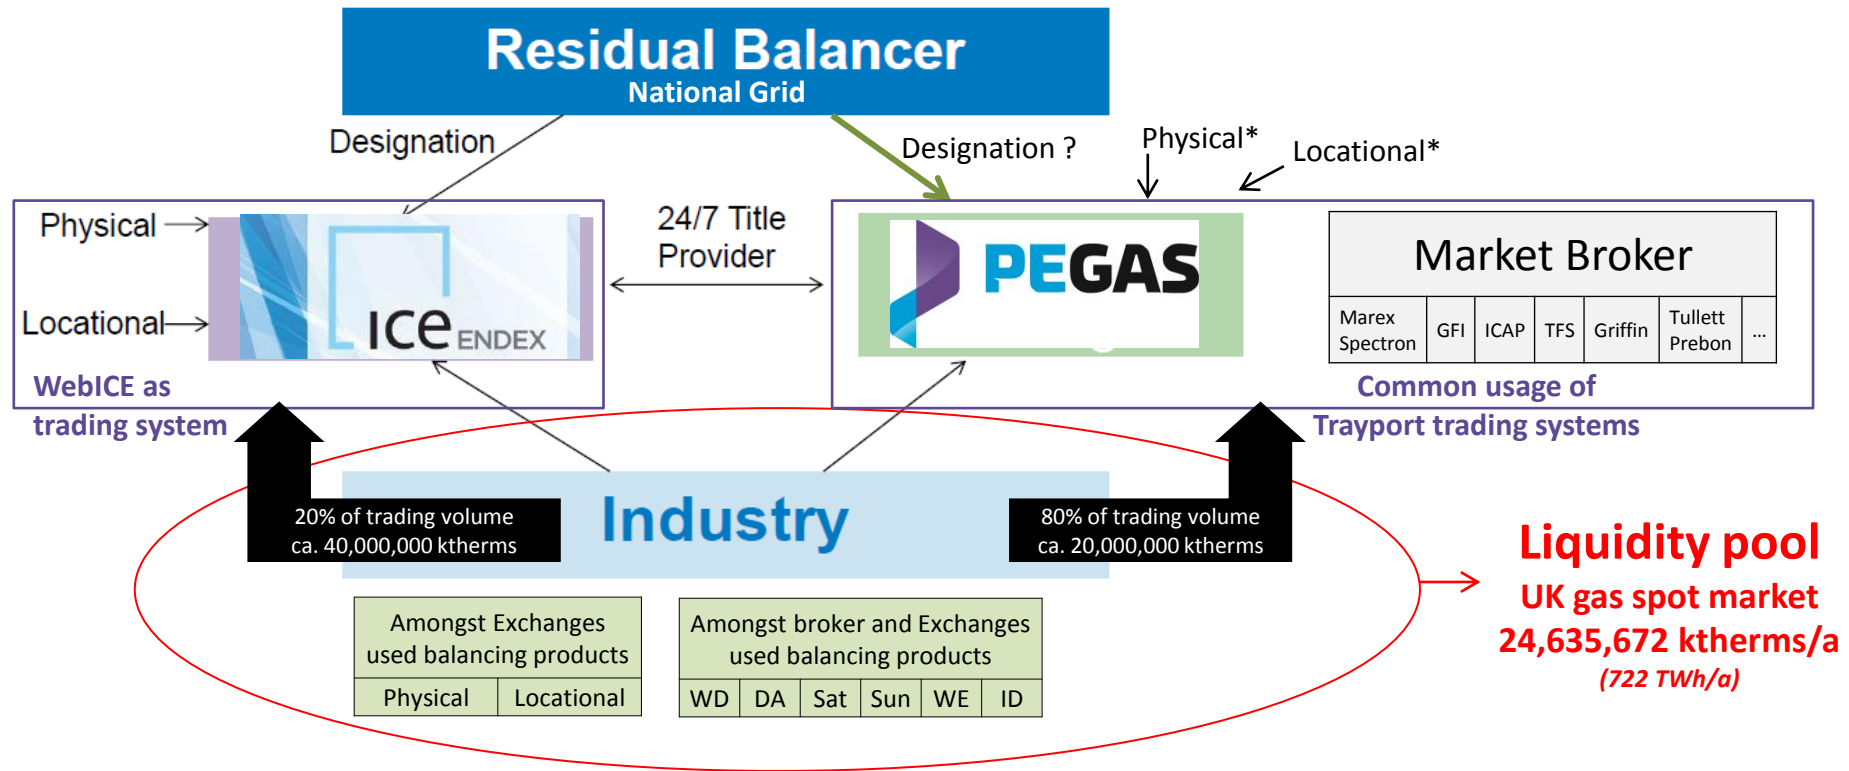 Residual Balancer
National Grid
Designation
Designation ?
Physical*
Locational*
Physical
Locational
ICE ENDEX
24/7 Title
Provider
PEGAS
Market Broker
Marex
Spectron
GFI
ICAP
TFS
Griffin
Tullett
Prebon
...
WebICE as
trading system
Common usage of
Trayport trading systems
20% of trading volume
ca. 40,000,000 ktherms
Industry
80% of trading volume
ca. 20,000,000 ktherms
Liquidity pool
UK gas spot market
24,635,672 ktherms/a
(722 TWh/a)
Amongst Exchanges
used balancing products
Physical
Locational
Amongst broker and Exchanges
used balancing products
WD
DA
Sat
Sun
WE
ID